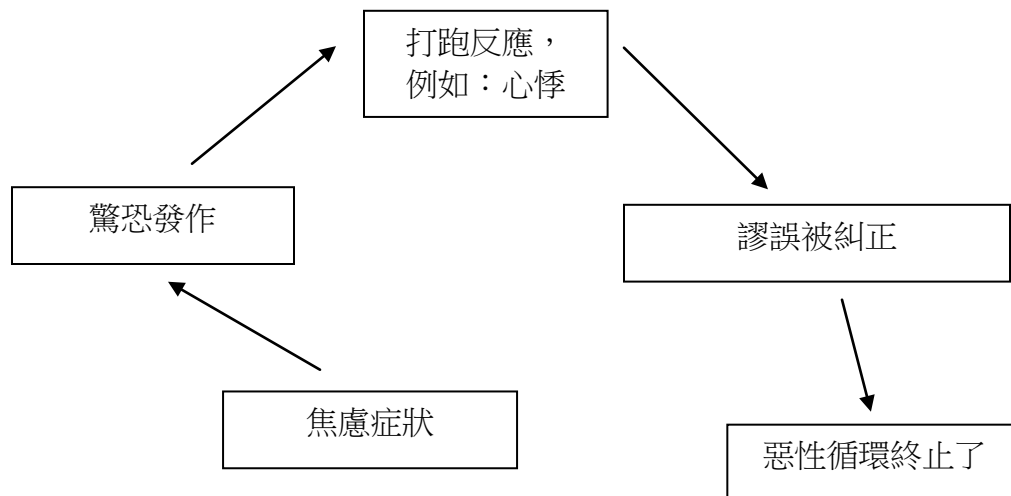 打跑反應，
例如：心悸
驚恐發作
謬誤被糾正
焦慮症狀
惡性循環終止了